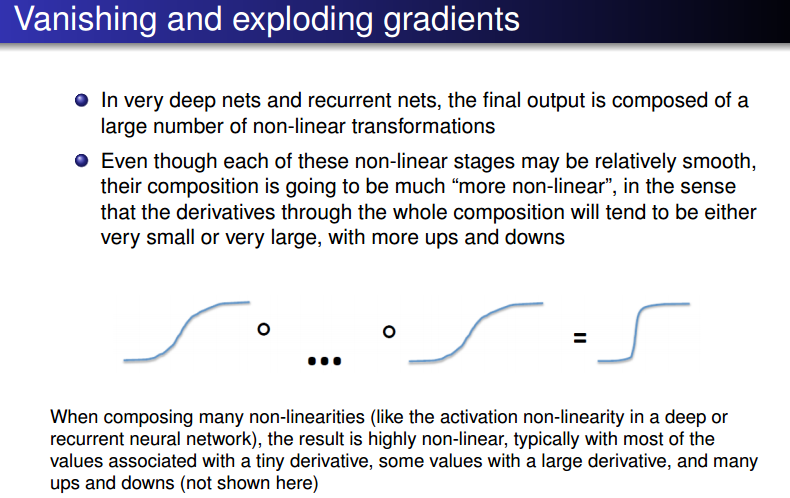 Vanishing and exploding gradients
In very deep nets and recurrent nets, the final output is composed of a
large number of non-linear transformations
Even though each of these non-linear stages may be relatively smooth,
their composition is going to be much “more non-linear”, in the sense
that the derivatives through the whole composition will tend to be either
very small or very large, with more ups and downs
...
=
When composing many non-linearities (like the activation non-linearity in a deep or
recurrent neural network), the result is highly non-linear, typically with most of the
values associated with a tiny derivative, some values with a large derivative, and many
ups and downs (not shown here)